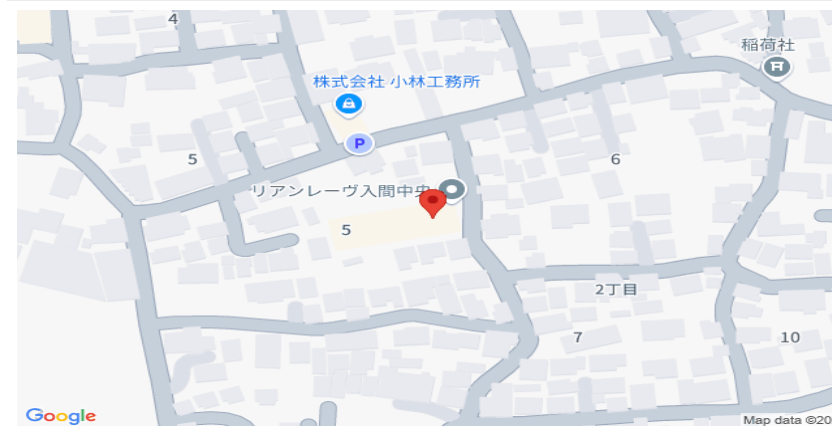 4
稲荷社
株式会社 小林工務所
P
5
6
リアンレーヴ入間中央
5
2丁目
7
10
Google
Map data ©20